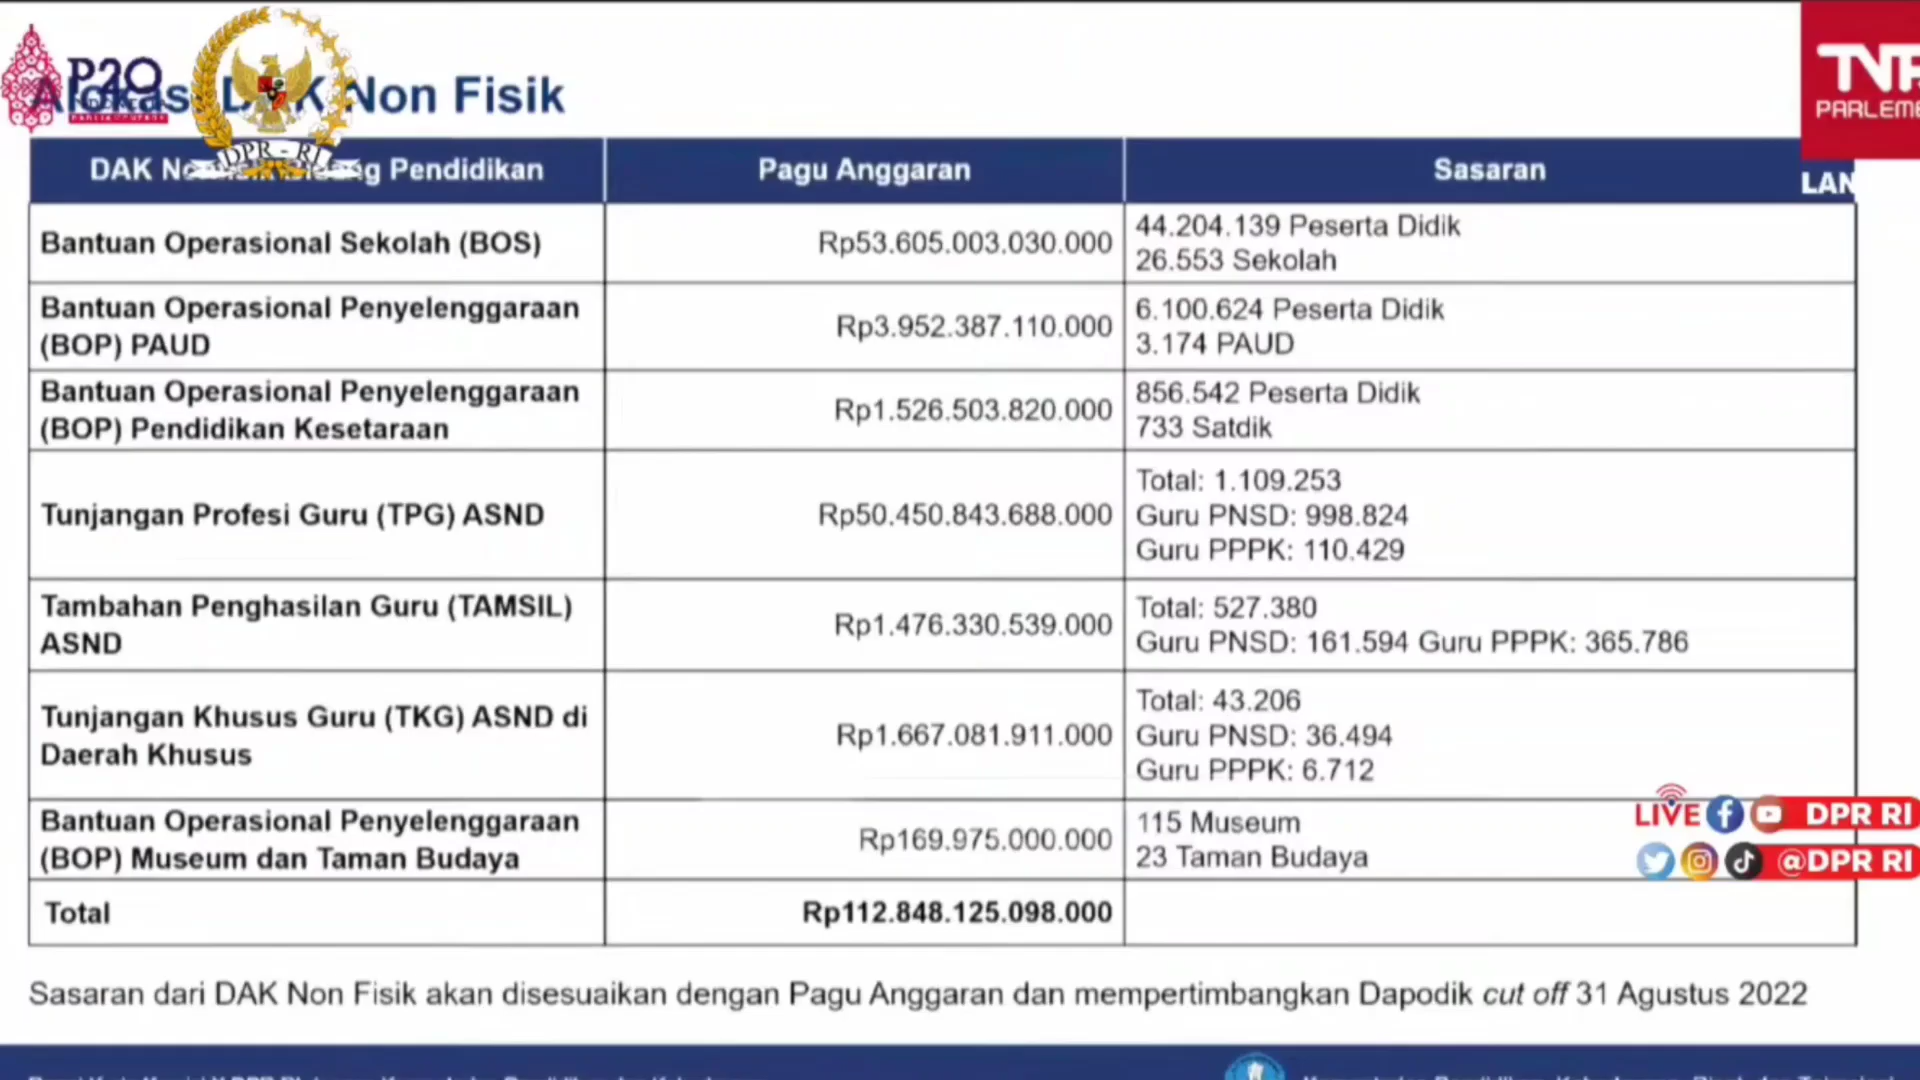 P20
Alokasi DAK Non Fisik
DPR - RI
TVR
PARLEME
DAK Pendidikan
Pagu Anggaran
Sasaran
LAN
Bantuan Operasional Sekolah (BOS)
Rp53.605.003.030.000
44.204.139 Peserta Didik
26.553 Sekolah
Bantuan Operasional Penyelenggaraan
(BOP) PAUD
Rp3.952.387.110.000
6.100.624 Peserta Didik
3.174 PAUD
Bantuan Operasional Penyelenggaraan
(BOP) Pendidikan Kesetaraan
Rp1.526.503.820.000
856.542 Peserta Didik
733 Satdik
Tunjangan Profesi Guru (TPG) ASND
Rp50.450.843.688.000
Total: 1.109.253
Guru PNSD: 998.824
Guru PPPK: 110.429
Tambahan Penghasilan Guru (TAMSIL)
ASND
Rp1.476.330.539.000
Total: 527.380
Guru PNSD: 161.594 Guru PPPK: 365.786
Tunjangan Khusus Guru (TKG) ASND di
Daerah Khusus
Rp1.667.081.911.000
Total: 43.206
Guru PNSD: 36.494
Guru PPPK: 6.712
Bantuan Operasional Penyelenggaraan
(BOP) Museum dan Taman Budaya
Rp169.975.000.000
115 Museum
23 Taman Budaya
LIVE DPR RI
@DPR RI
Total
Rp112.848.125.098.000
Sasaran dari DAK Non Fisik akan disesuaikan dengan Pagu Anggaran dan mempertimbangkan Dapodik cut off 31 Agustus 2022